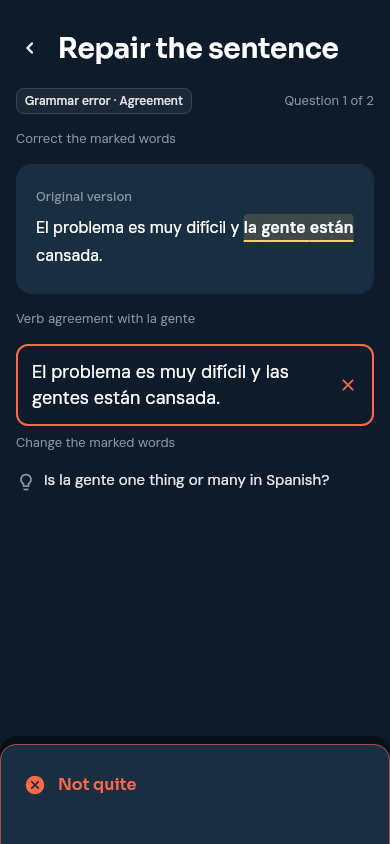 Repair the sentence
Grammar error · Agreement
Question 1 of 2
Correct the marked words
Original version
El problema es muy difícil y la gente están
cansada.
Verb agreement with la gente
El problema es muy difícil y las
gentes están cansada.
Change the marked words
Is la gente one thing or many in Spanish?
Not quite